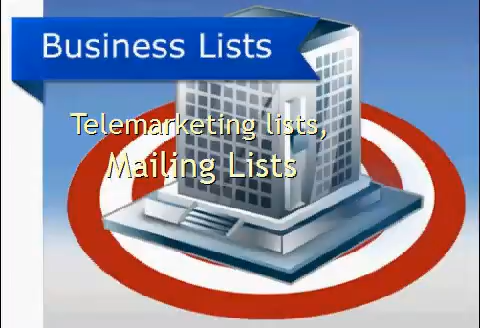 Business Lists
Telemarketing lists,
Mailing Lists